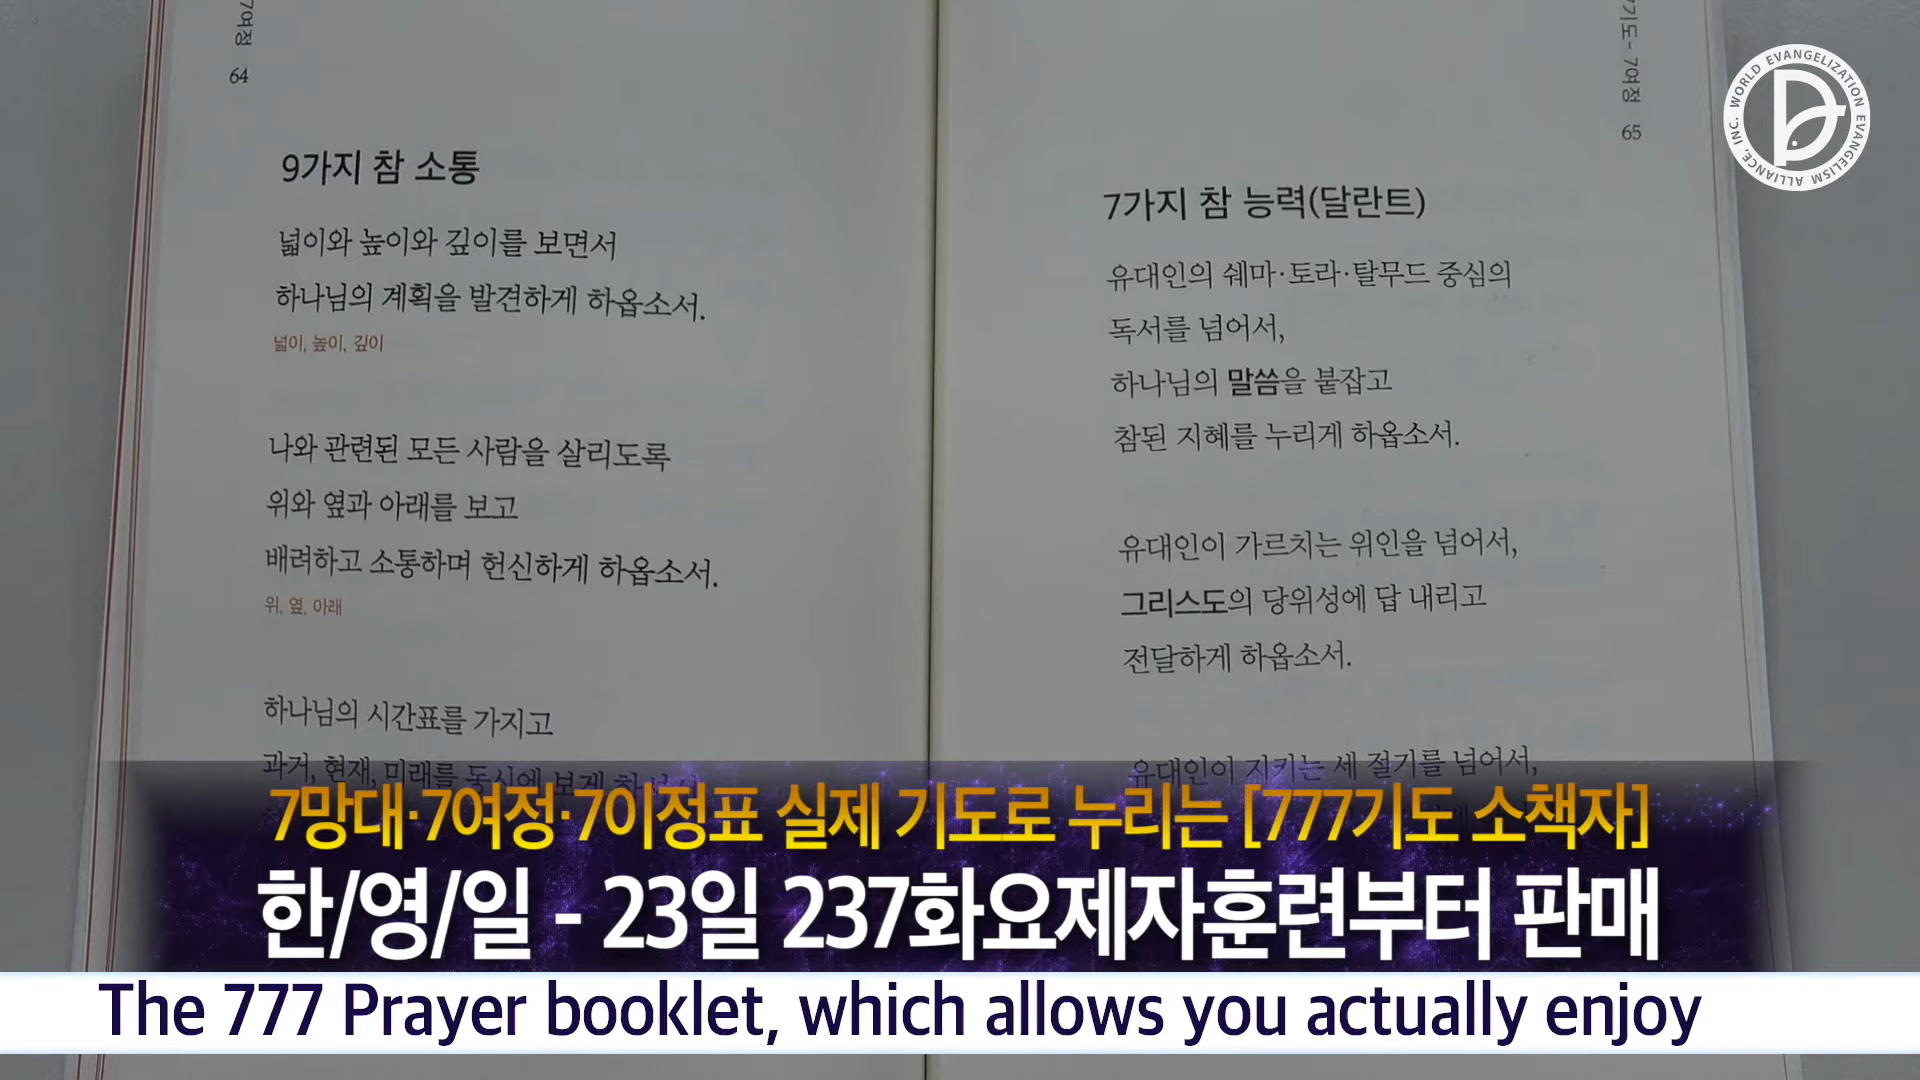 7여정
64
9가지 참 소통
넓이와 높이와 깊이를 보면서
하나님의 계획을 발견하게 하옵소서.
넓이, 높이, 깊이
나와 관련된 모든 사람을 살리도록
위와 옆과 아래를 보고
배려하고 소통하며 헌신하게 하옵소서.
위, 옆, 아래
하나님의 시간표를 가지고
과거, 현재, 미래를 동시에 보게
7기도 - 7여정
65
7가지 참 능력(달란트)
유대인의 쉐마·토라·탈무드 중심의
독서를 넘어서,
하나님의 말씀을 붙잡고
참된 지혜를 누리게 하옵소서.
유대인이 가르치는 위인을 넘어서,
그리스도의 당위성에 답 내리고
전달하게 하옵소서.
유대인이 지키는 세 절기를 넘어서,
WORLD EVANGELIZATION EVANGELISM ALLIANCE, INC.
7망대·7여정·7이정표 실제 기도로 누리는 [777기도 소책자]
한/영/일 - 23일 237화요제자훈련부터 판매
The 777 Prayer booklet, which allows you actually enjoy